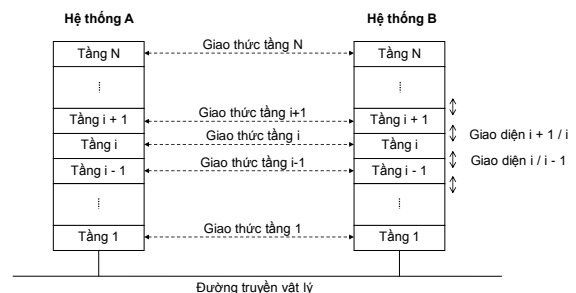 Hệ thống A Hệ thống B
Tầng N Giao thức tầng N Tầng N
Tầng i + 1 Giao thức tầng i+1 Tầng i + 1
Giao diện i + 1 / i
Tầng i Giao thức tầng i Tầng i
Giao diện i / i - 1
Tầng i - 1 Giao thức tầng i-1 Tầng i - 1
Tầng 1 Giao thức tầng 1 Tầng 1
Đường truyền vật lý